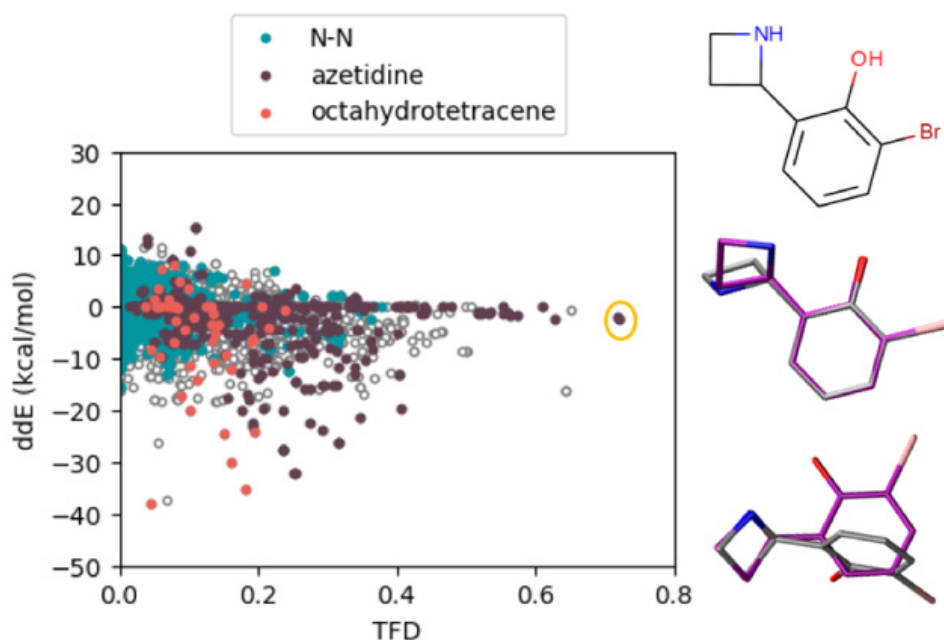 N-N
azetidine
octahydrotetracene
NH
OH
Br
30
20
10
0
−10
−20
−30
−40
−50
ddE (kcal/mol)
0.0
0.2
0.4
0.6
0.8
TFD